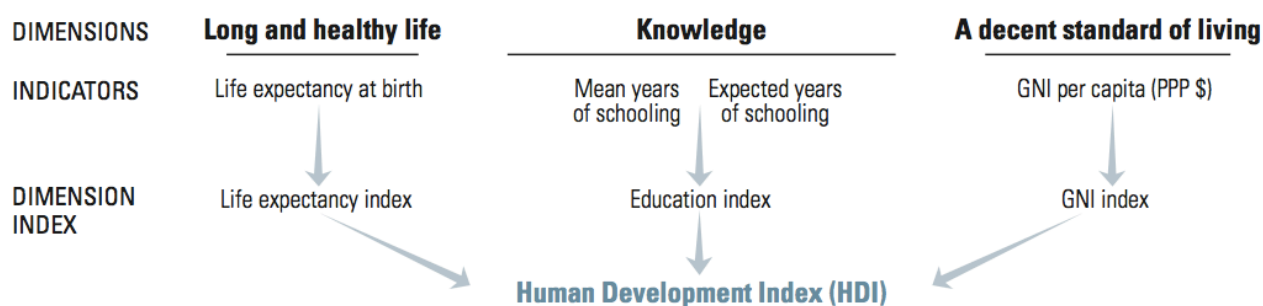 DIMENSIONS Long and healthy life Knowledge A decent standard of living
INDICATORS Life expectancy at birth Mean years Expected years GNI per capita (PPP $)
of schooling of schooling
DIMENSION Life expectancy index Education index GNI index
INDEX
Human Development Index (HDI)